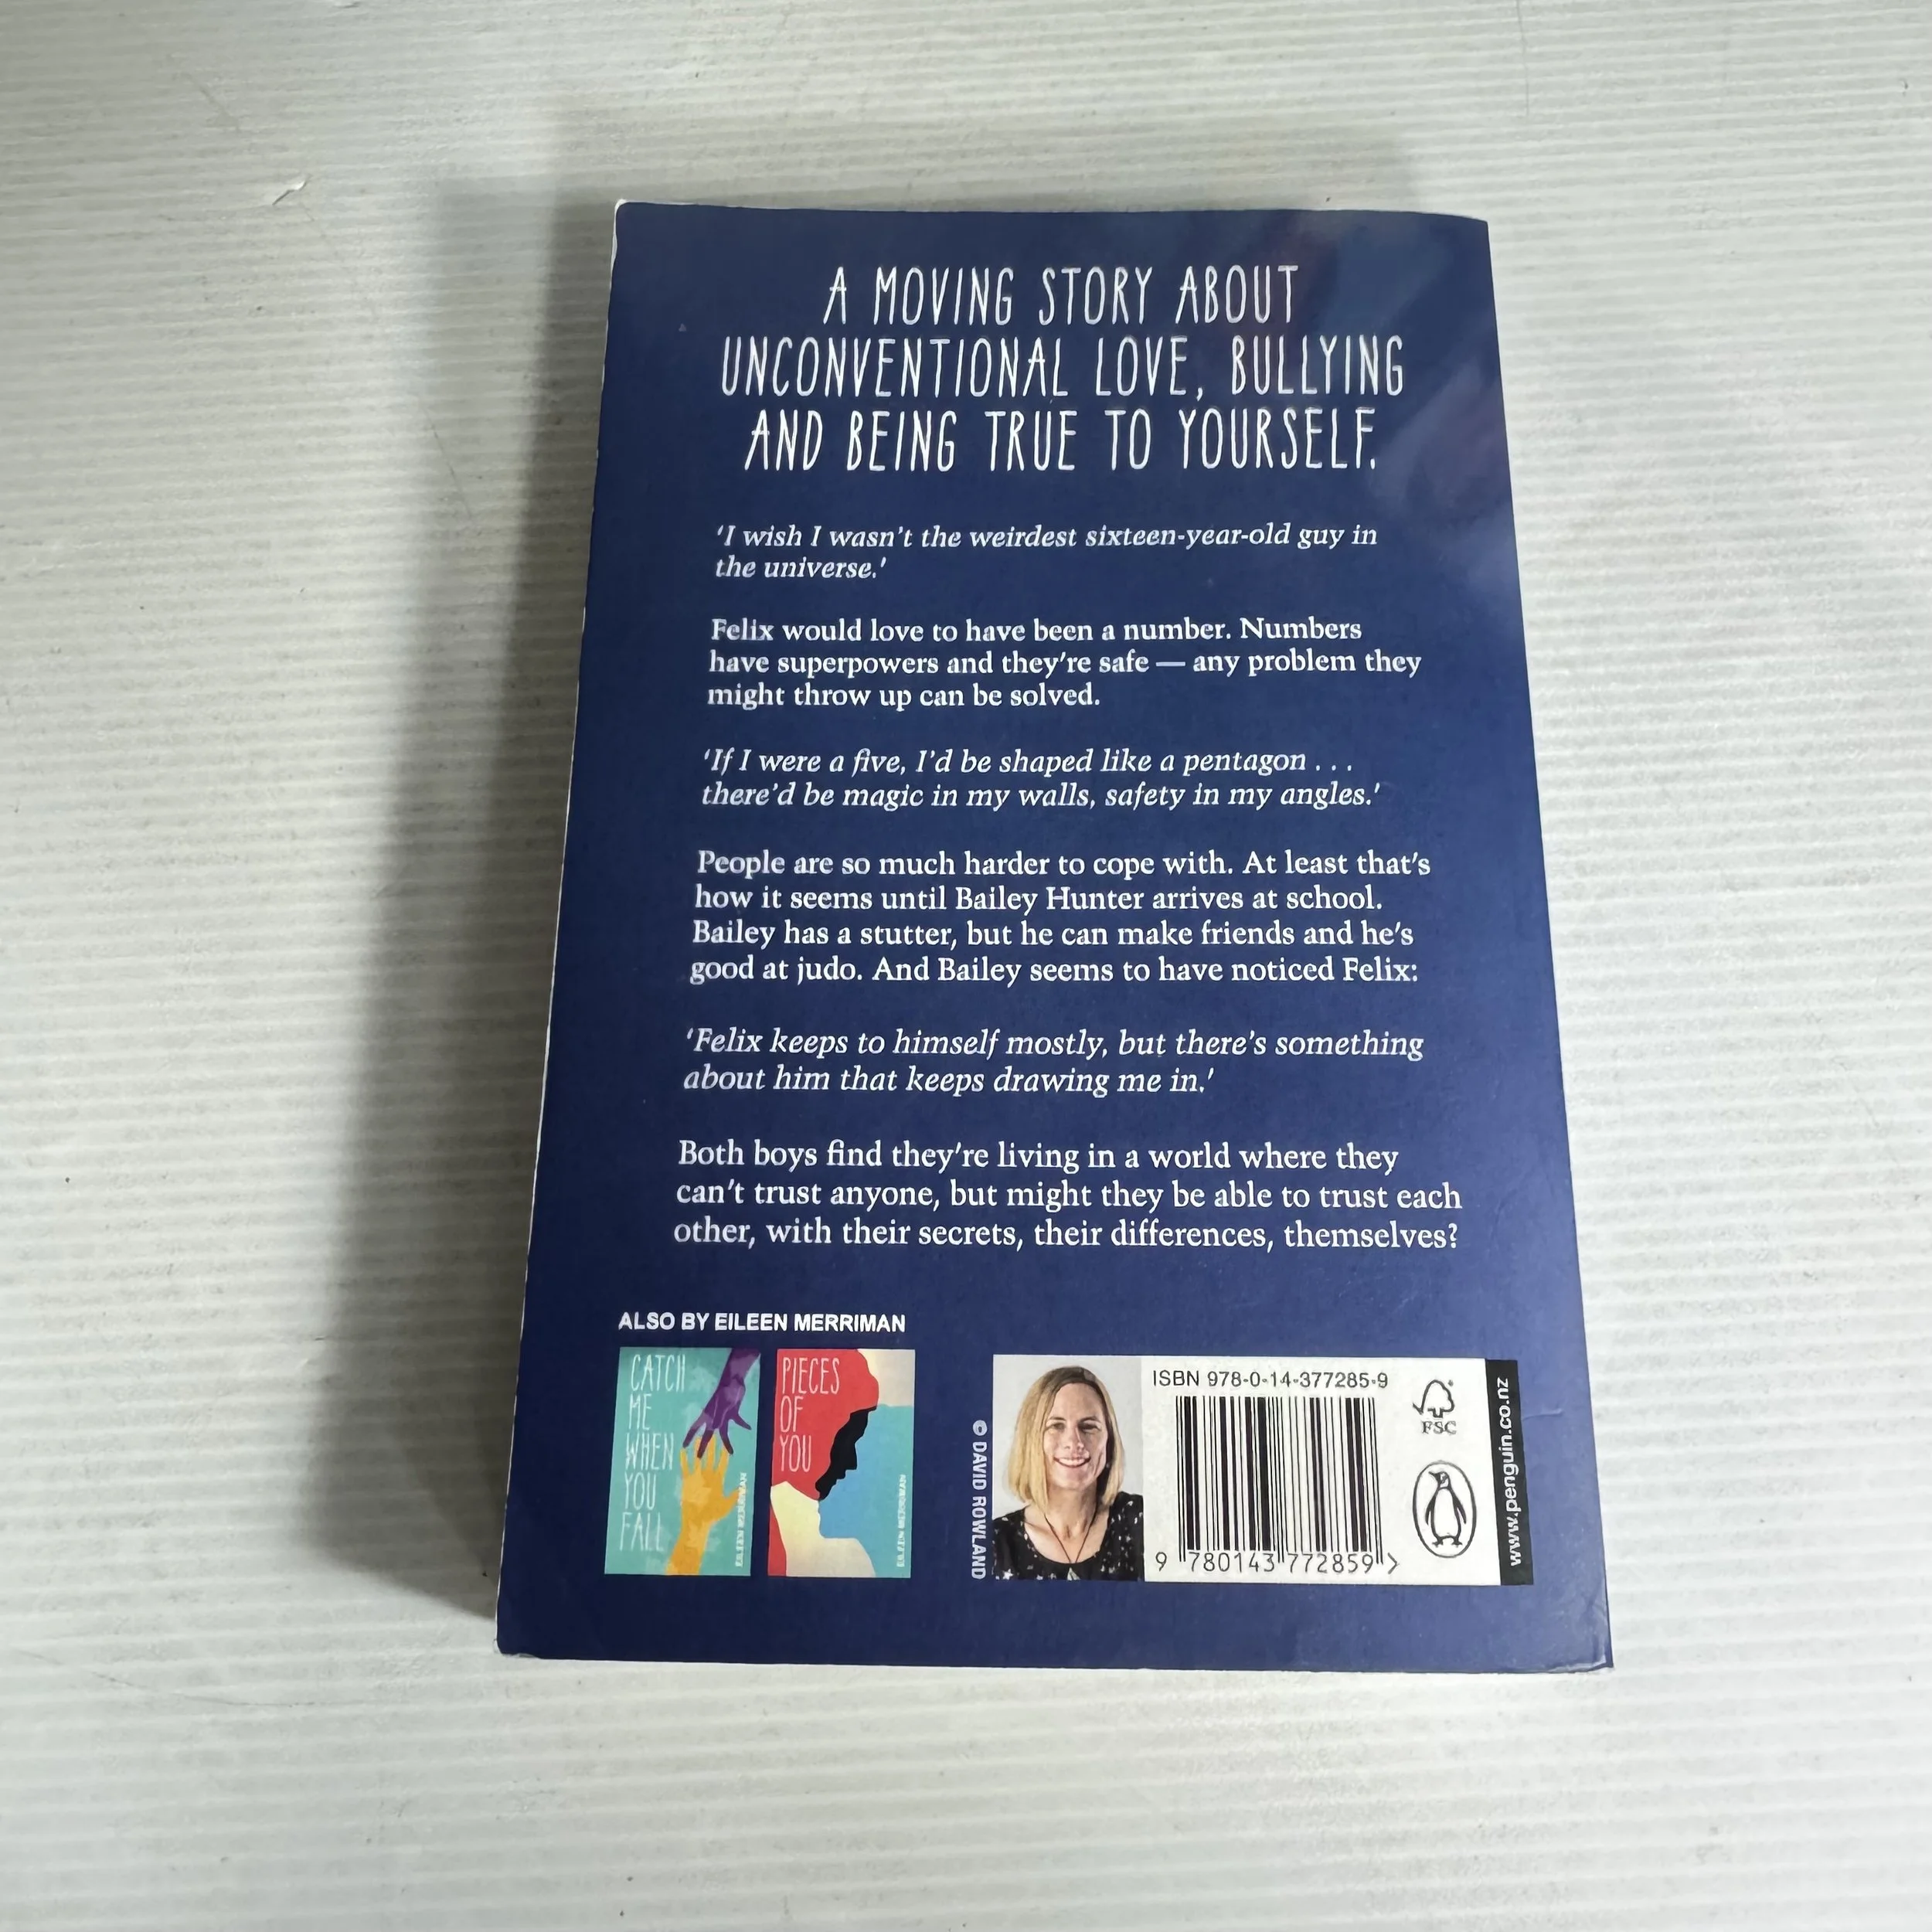 A MOVING STORY ABOUT
UNCONVENTIONAL LOVE, BULLYING
AND BEING TRUE TO YOURSELF.
‘I wish I wasn’t the weirdest sixteen-year-old guy in
the universe.’
Felix would love to have been a number. Numbers
have superpowers and they’re safe — any problem they
might throw up can be solved.
‘If I were a five, I’d be shaped like a pentagon . . .
there’d be magic in my walls, safety in my angles.’
People are so much harder to cope with. At least that’s
how it seems until Bailey Hunter arrives at school.
Bailey has a stutter, but he can make friends and he’s
good at judo. And Bailey seems to have noticed Felix:
‘Felix keeps to himself mostly, but there’s something
about him that keeps drawing me in.’
Both boys find they’re living in a world where they
can’t trust anyone, but might they be able to trust each
other, with their secrets, their differences, themselves?
ALSO BY EILEEN MERRIMAN
CATCH
ME
WHEN
YOU
FALL
EILEEN MERRIMAN
PIECES
OF
YOU
EILEEN MERRIMAN
© DAVID ROWLAND
ISBN 978-0-14-377285-9
9 780143 772859 >
FSC
www.penguin.co.nz